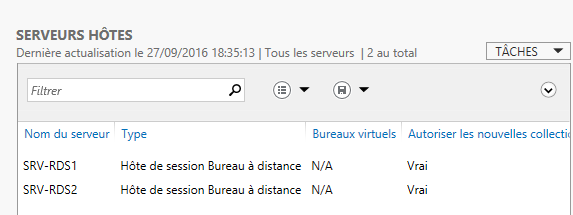 SERVEURS HÔTES
Dernière actualisation le 27/09/2016 18:35:13 | Tous les serveurs | 2 au total
TÂCHES
Filtrer
Nom du serveur Type Bureaux virtuels Autoriser les nouvelles collectio
SRV-RDS1 Hôte de session Bureau à distance N/A Vrai
SRV-RDS2 Hôte de session Bureau à distance N/A Vrai